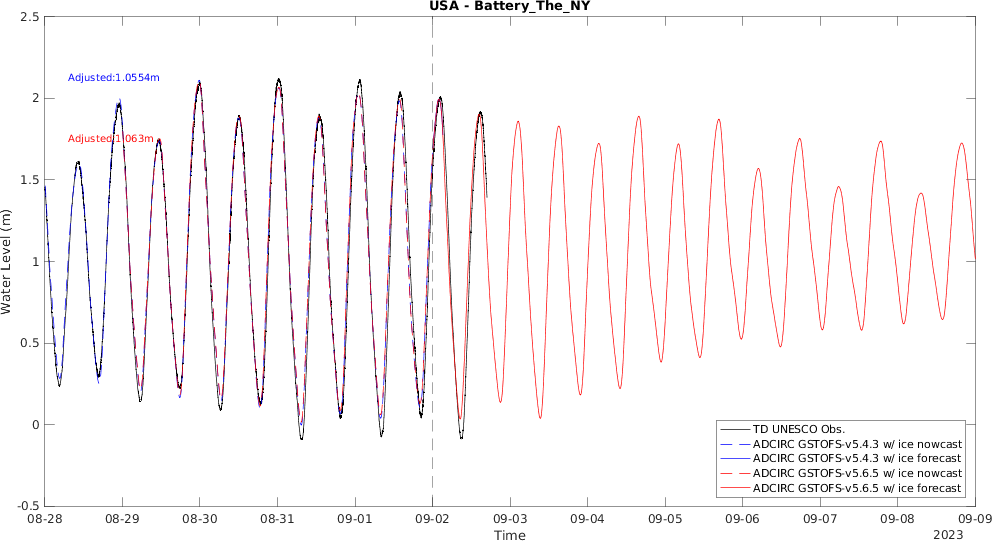 USA - Battery_The_NY
2.5
Adjusted:1.0554m
2
Adjusted:1.063m
1.5
Water Level (m)
1
0.5
0
-0.5
TD UNESCO Obs.
ADCIRC GSTOFS-v5.4.3 w/ ice nowcast
ADCIRC GSTOFS-v5.4.3 w/ ice forecast
ADCIRC GSTOFS-v5.6.5 w/ ice nowcast
ADCIRC GSTOFS-v5.6.5 w/ ice forecast
08-28 08-29 08-30 08-31 09-01 09-02 09-03 09-04 09-05 09-06 09-07 09-08 09-09
Time
2023